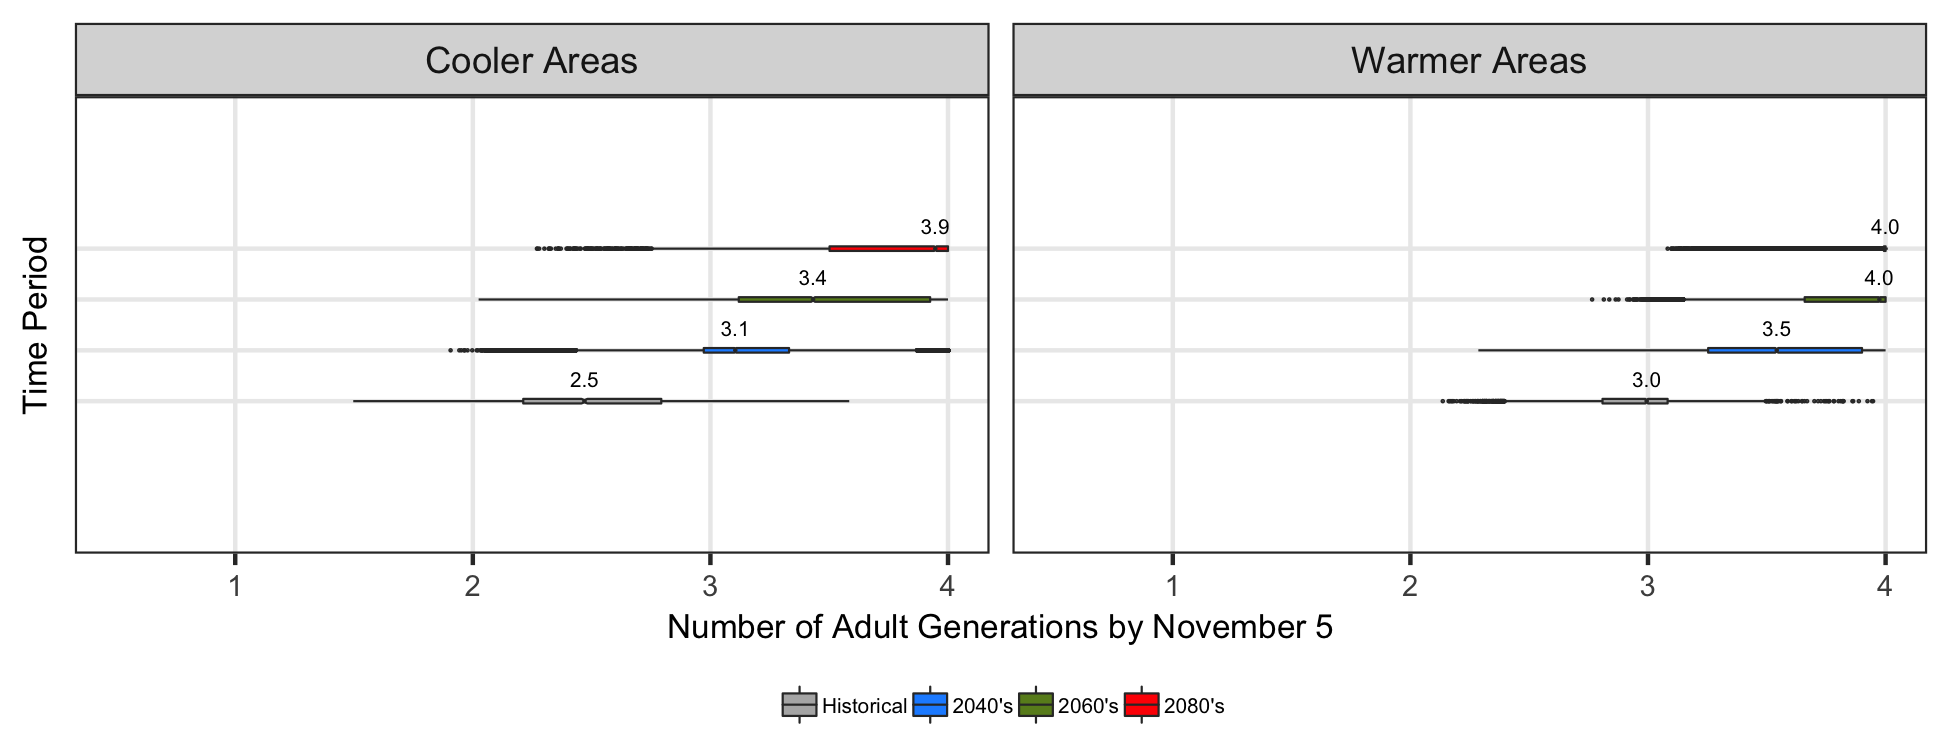 Cooler Areas
Warmer Areas
Time Period
3.9
3.4
3.1
2.5
4.0
4.0
3.5
3.0
1 2 3 4
1 2 3 4
Number of Adult Generations by November 5
Historical 2040's 2060's 2080's